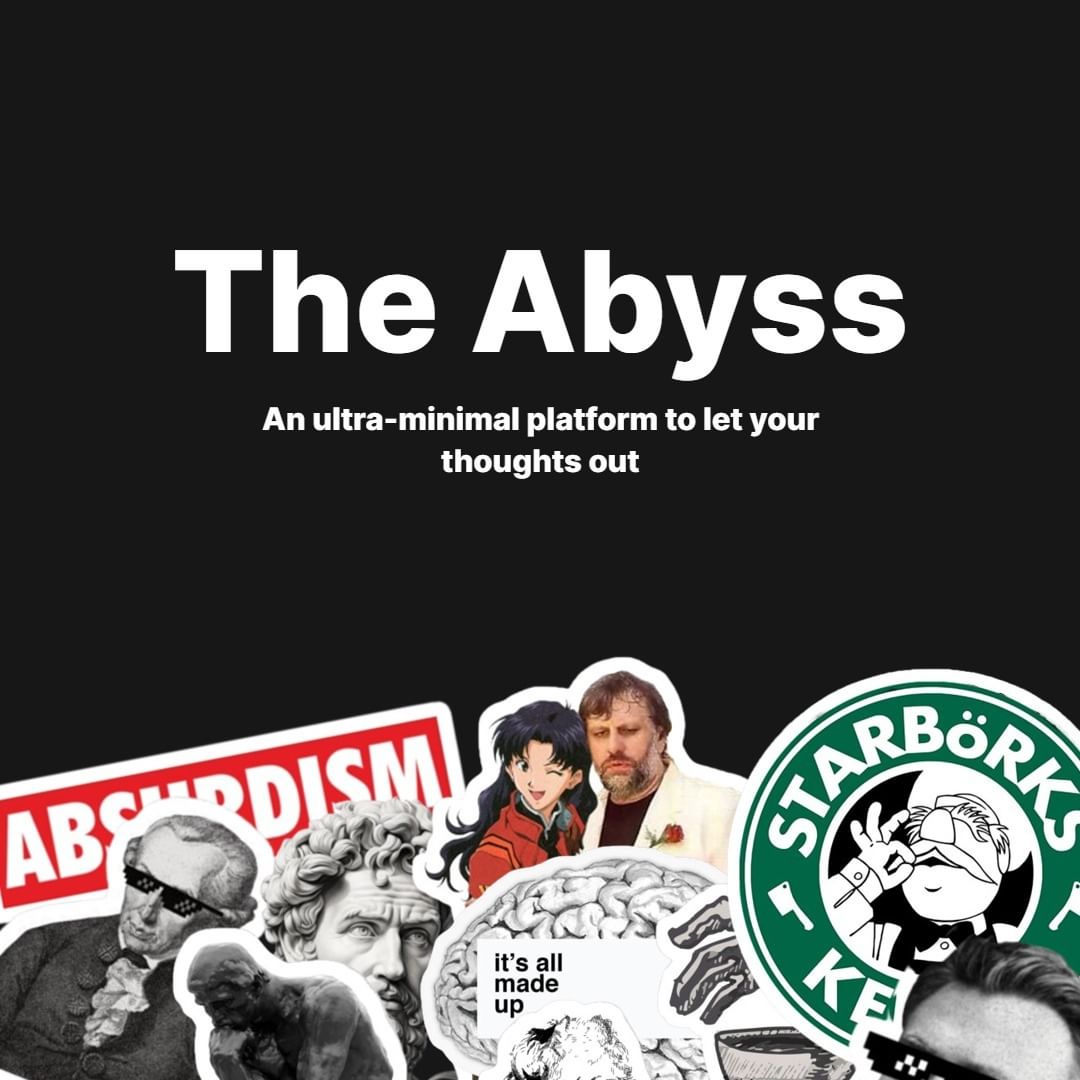 The Abyss
An ultra-minimal platform to let your
thoughts out
ABSURDISM
STARBöRKS
it's all
made
up